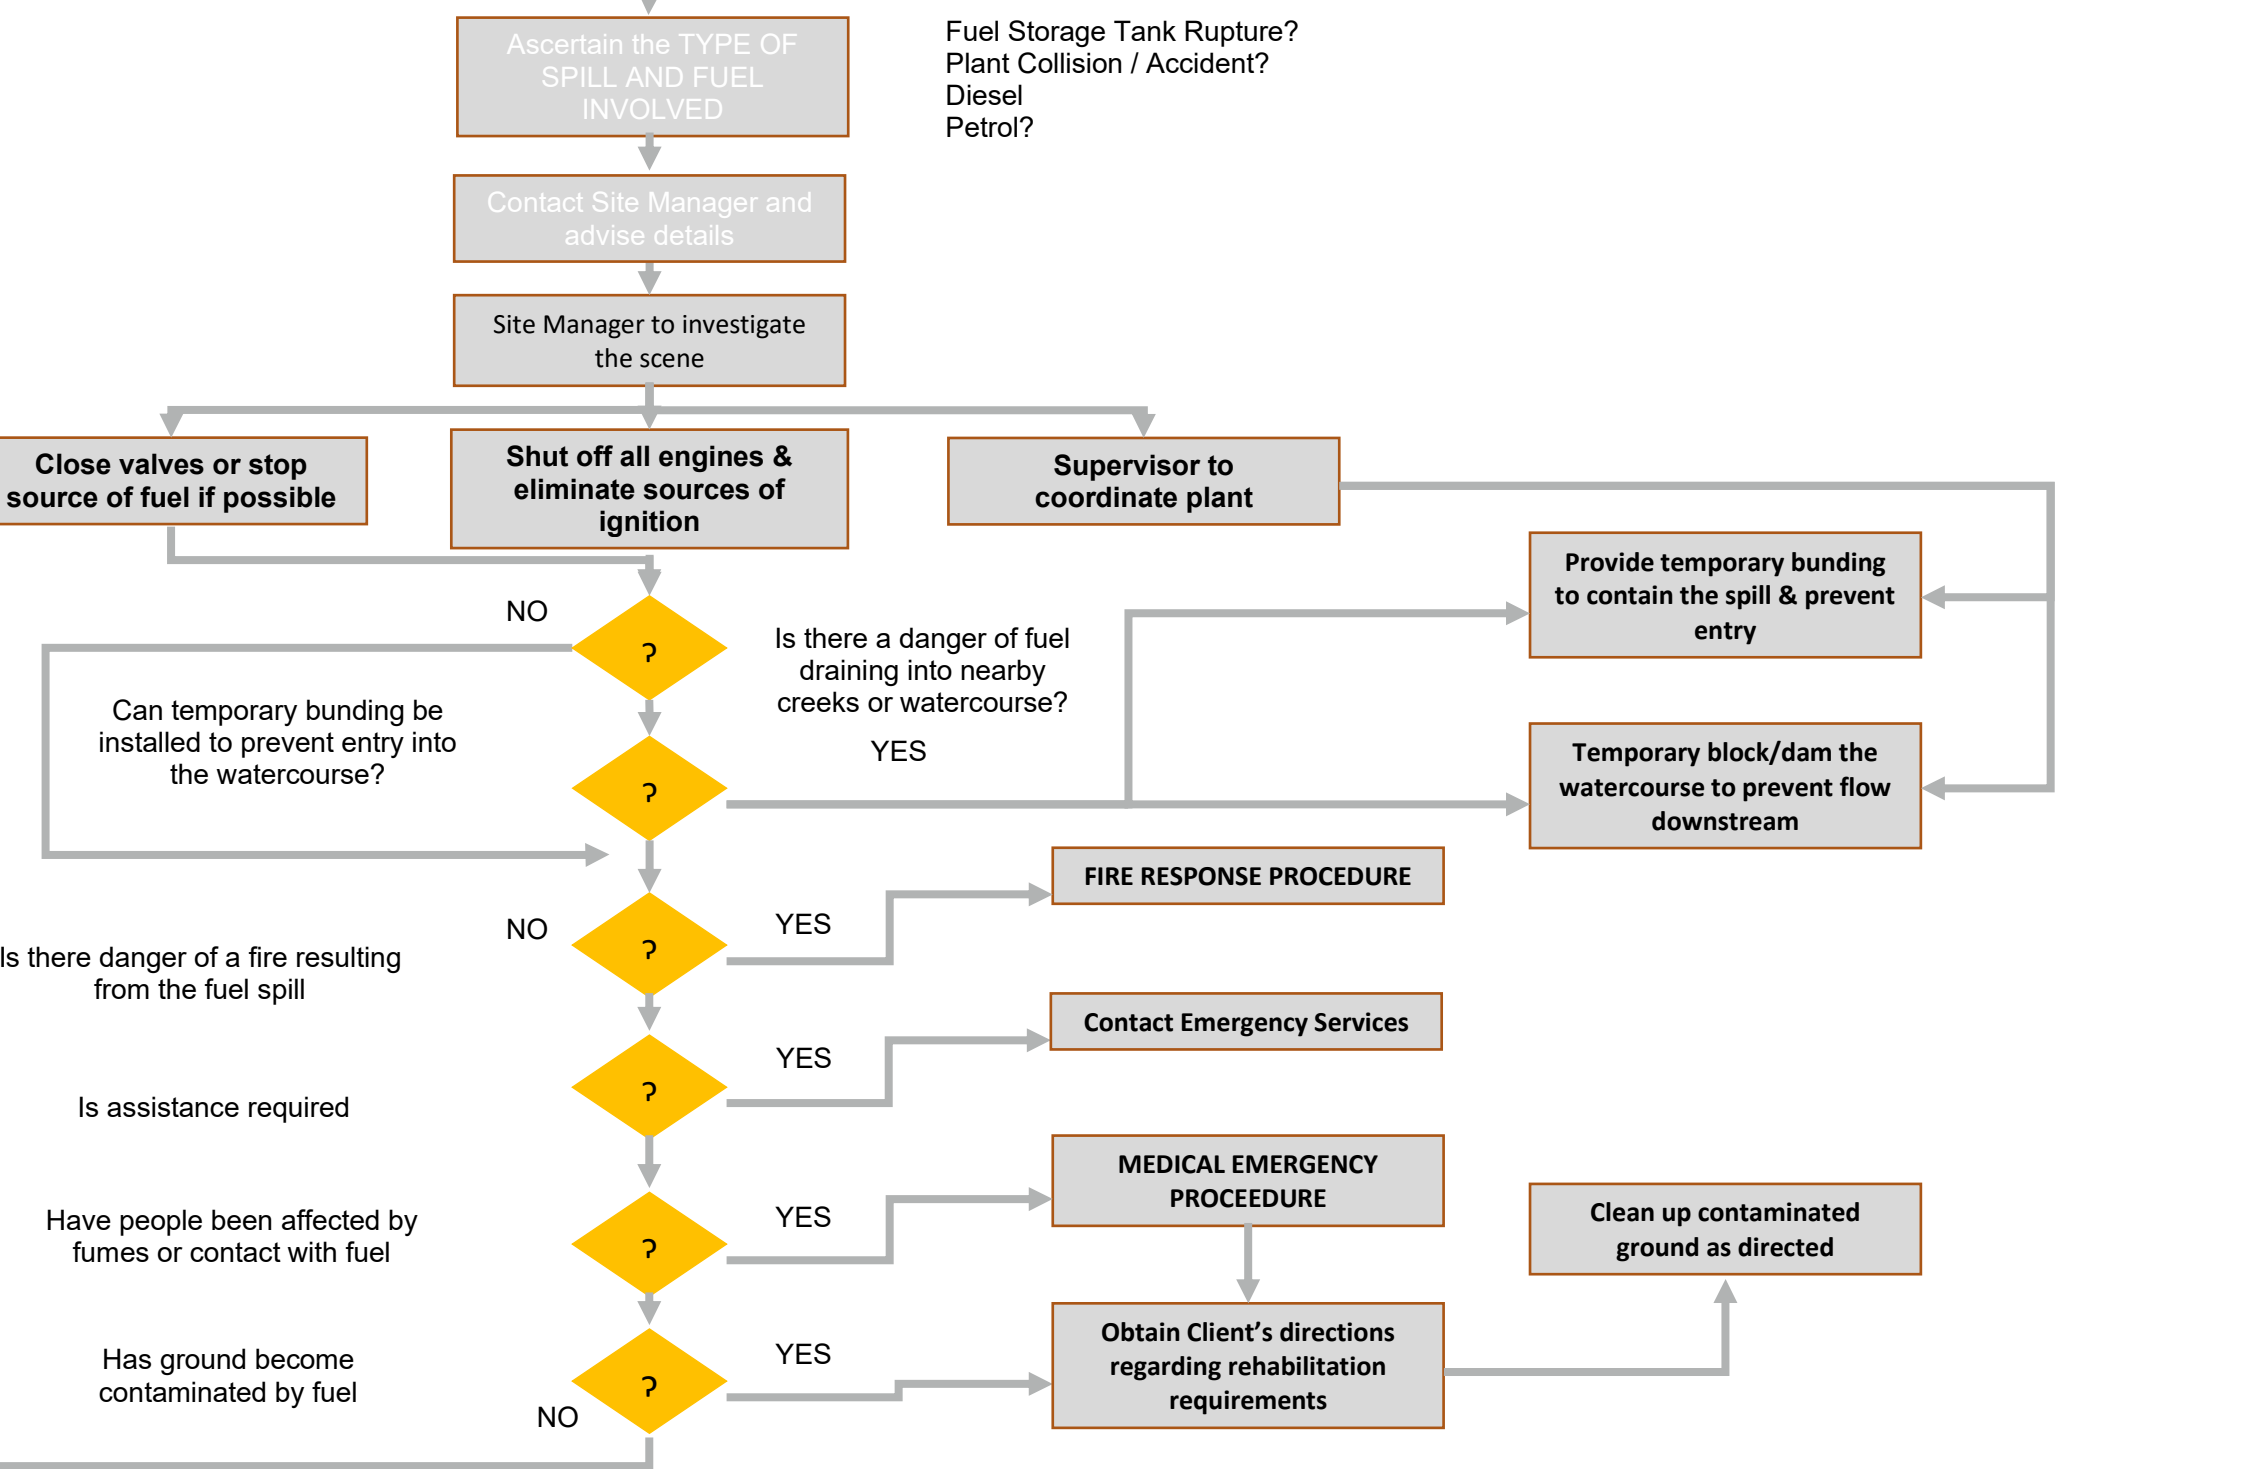 Ascertain the TYPE OF
SPILL AND FUEL
INVOLVED
Fuel Storage Tank Rupture?
Plant Collision / Accident?
Diesel
Petrol?
Contact Site Manager and
advise details
Site Manager to investigate
the scene
Close valves or stop
source of fuel if possible
Shut off all engines &
eliminate sources of
ignition
Supervisor to
coordinate plant
Provide temporary bunding
to contain the spill & prevent
entry
NO
?
Is there a danger of fuel
draining into nearby
creeks or watercourse?
YES
Can temporary bunding be
installed to prevent entry into
the watercourse?
?
Temporary block/dam the
watercourse to prevent flow
downstream
FIRE RESPONSE PROCEDURE
NO
?
YES
Is there danger of a fire resulting
from the fuel spill
Contact Emergency Services
?
YES
Is assistance required
MEDICAL EMERGENCY
PROCEEDURE
Have people been affected by
fumes or contact with fuel
?
YES
Clean up contaminated
ground as directed
Has ground become
contaminated by fuel
?
YES
NO
Obtain Client’s directions
regarding rehabilitation
requirements